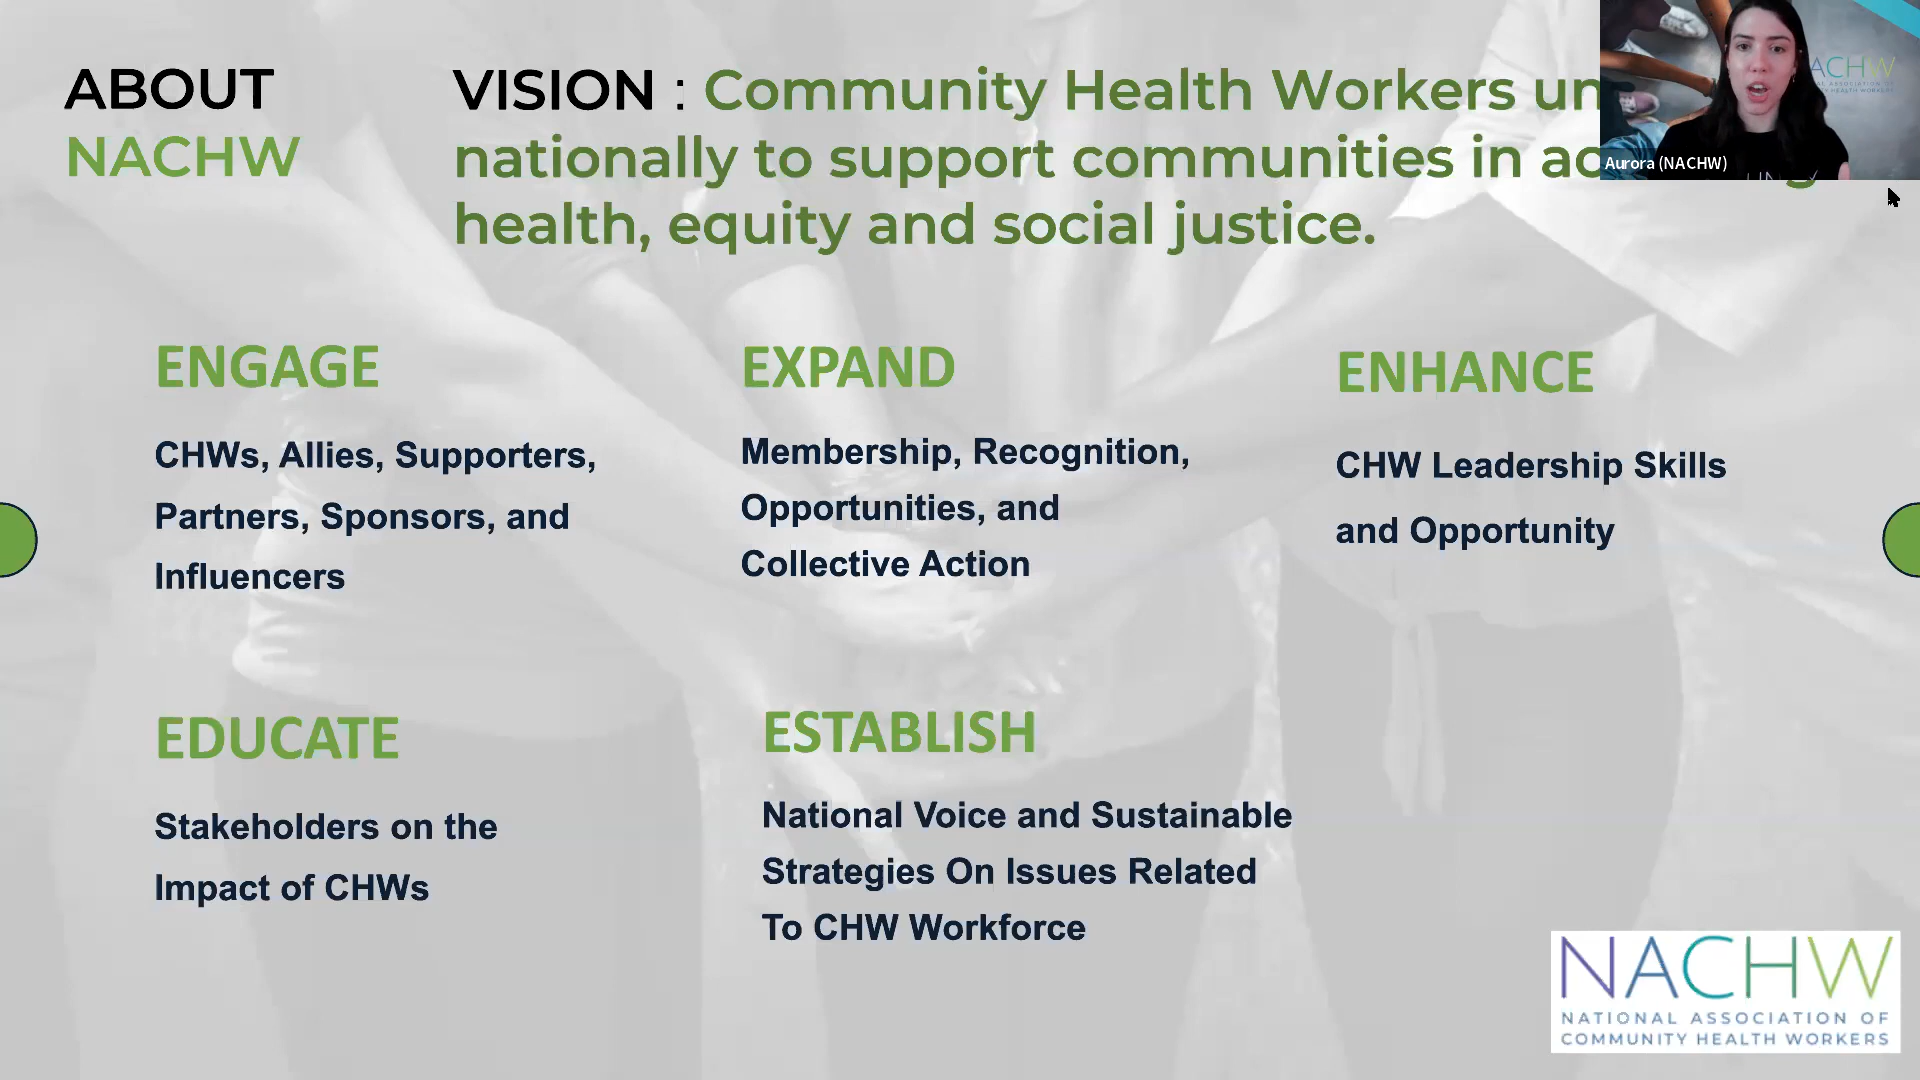 ABOUT
NACHW
VISION : Community Health Workers
nationally to support communities in
health, equity and social justice.
Aurora (NACHW)
ENGAGE
CHWs, Allies, Supporters,
Partners, Sponsors, and
Influencers
EXPAND
Membership, Recognition,
Opportunities, and
Collective Action
ENHANCE
CHW Leadership Skills
and Opportunity
EDUCATE
Stakeholders on the
Impact of CHWs
ESTABLISH
National Voice and Sustainable
Strategies On Issues Related
To CHW Workforce
NACHW
NATIONAL ASSOCIATION OF
COMMUNITY HEALTH WORKERS